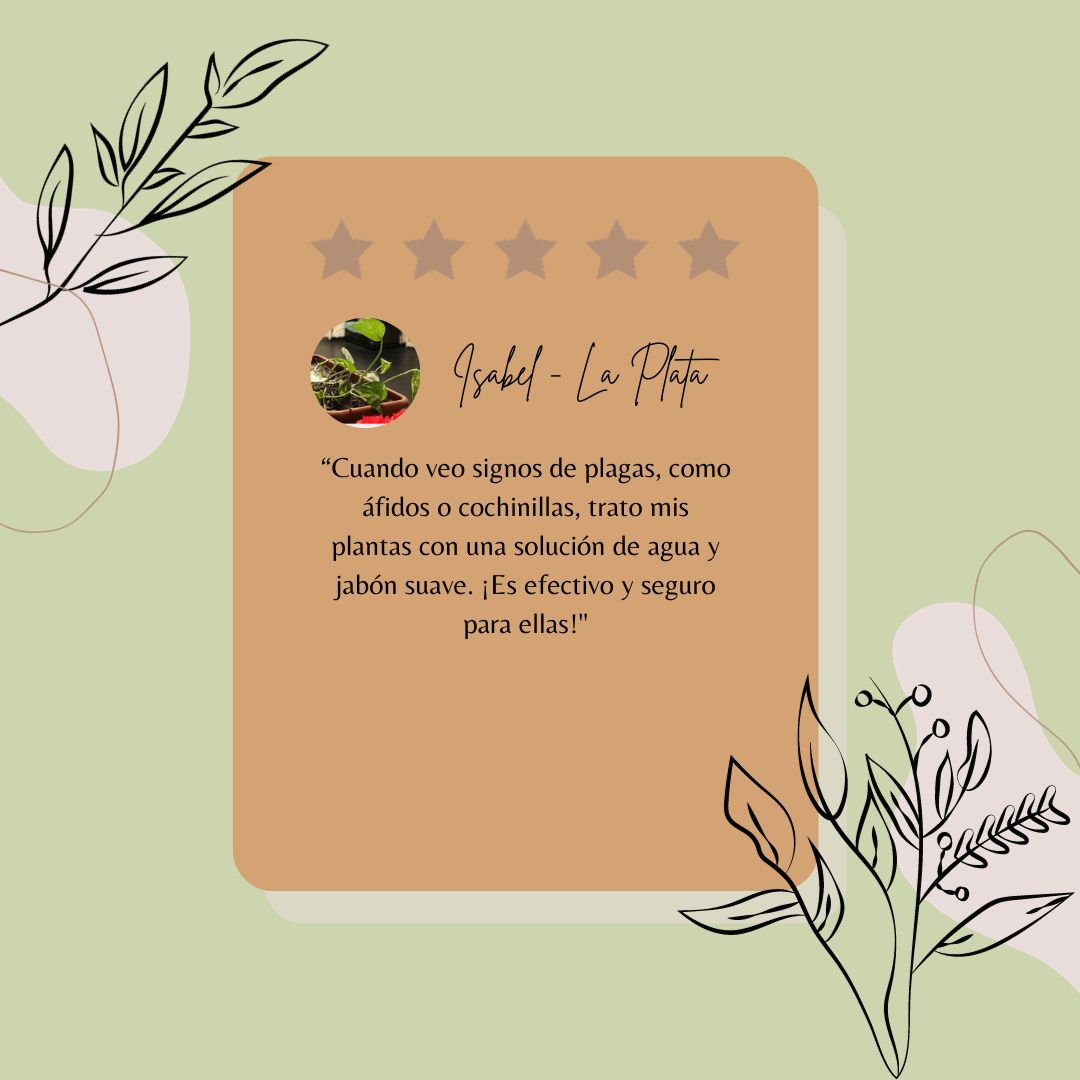 Isabel - La Plata
“Cuando veo signos de plagas, como
áfidos o cochinillas, trato mis
plantas con una solución de agua y
jabón suave. ¡Es efectivo y seguro
para ellas!"